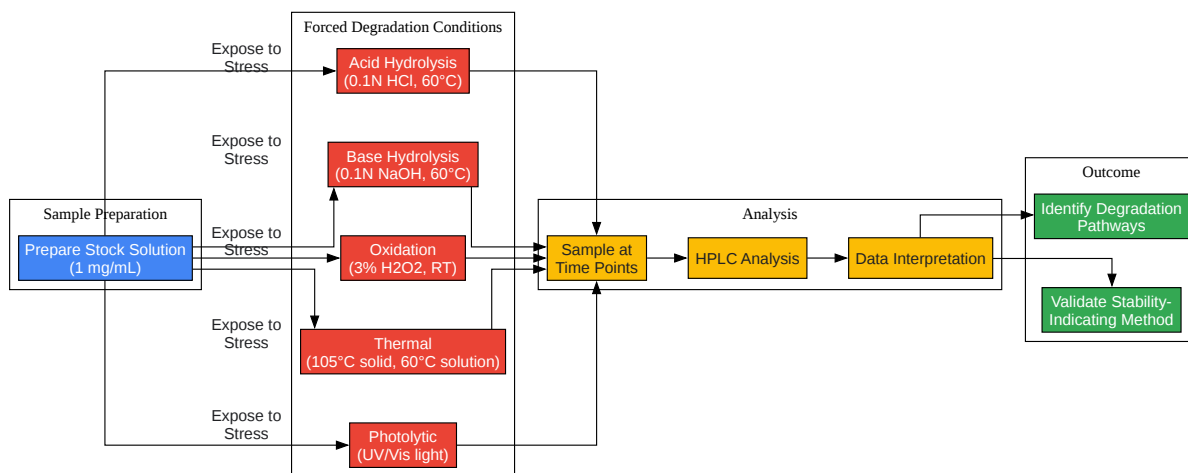 Sample Preparation
Prepare Stock Solution
(1 mg/mL)
Expose to
Stress
Expose to
Stress
Expose to
Stress
Expose to
Stress
Expose to
Stress
Forced Degradation Conditions
Acid Hydrolysis
(0.1N HCl, 60°C)
Base Hydrolysis
(0.1N NaOH, 60°C)
Oxidation
(3% H2O2, RT)
Thermal
(105°C solid, 60°C solution)
Photolytic
(UV/Vis light)
Analysis
Sample at
Time Points
HPLC Analysis
Data Interpretation
Outcome
Identify Degradation
Pathways
Validate Stability-
Indicating Method